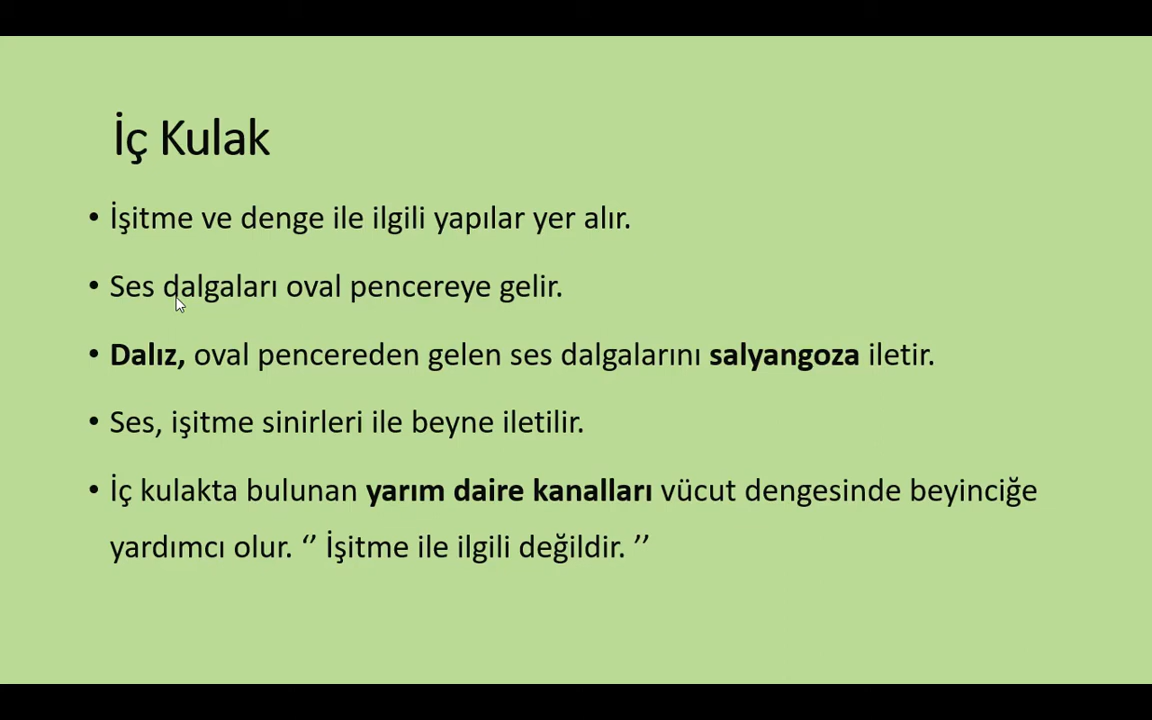 İç Kulak
• İşitme ve denge ile ilgili yapılar yer alır.
• Ses dalgaları oval pencereye gelir.
• Dalız, oval pencereden gelen ses dalgalarını salyangoza iletir.
• Ses, işitme sinirleri ile beyne iletilir.
• İç kulakta bulunan yarım daire kanalları vücut dengesinde beyinciğe
yardımcı olur. ‘’ İşitme ile ilgili değildir. ’’